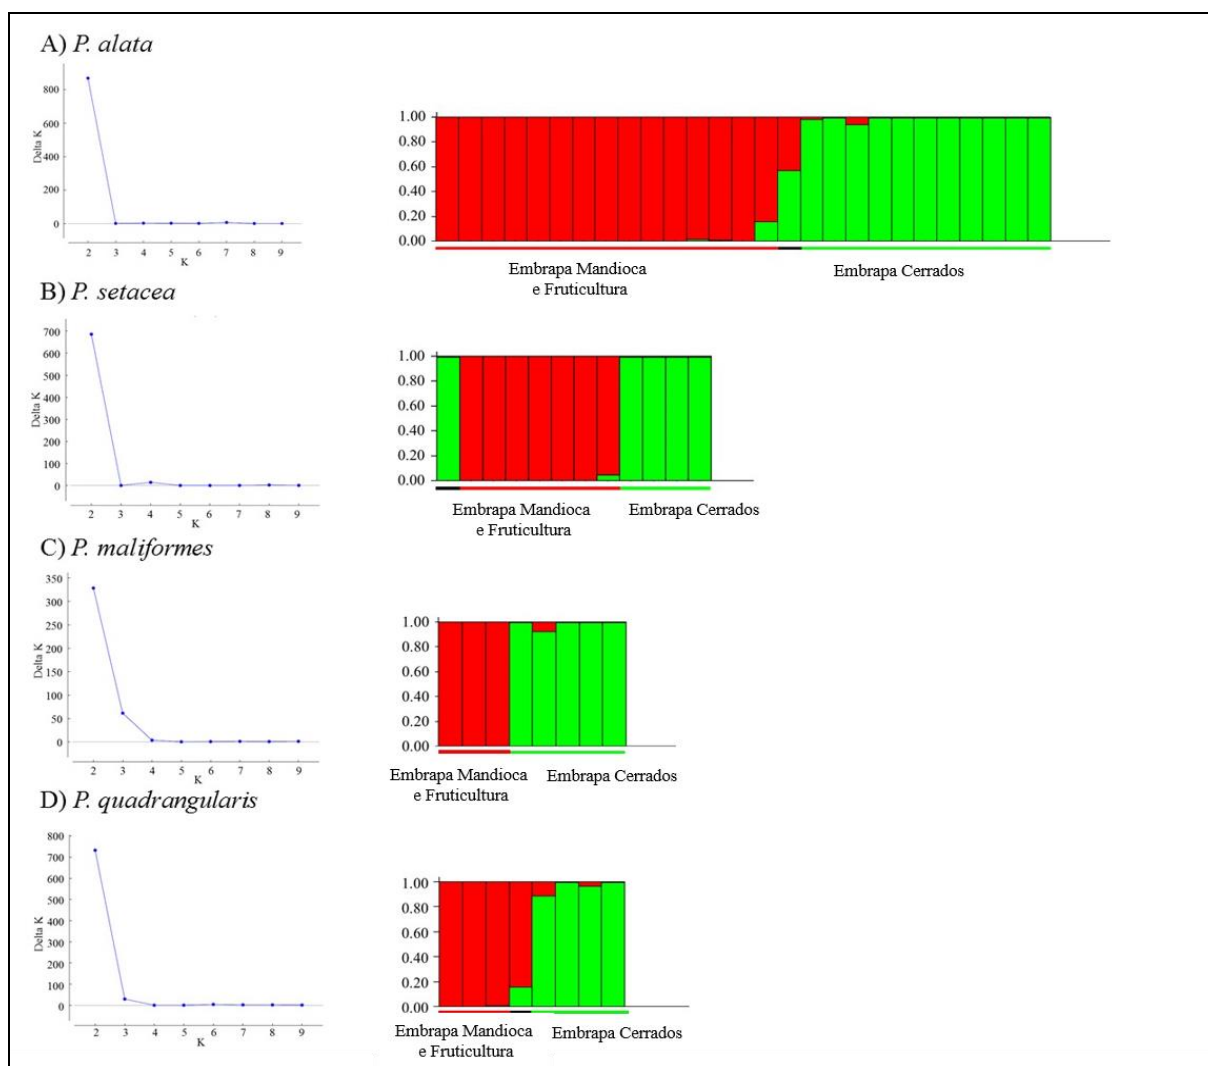 A) P. alata
800
600
400
200
0
Delta K
2 3 4 5 6 7 8 9
K
1.00
0.80
0.60
0.40
0.20
0.00
Embrapa Mandioca
e Fruticultura
Embrapa Cerrados
B) P. setacea
700
600
500
400
300
200
100
0
Delta K
2 3 4 5 6 7 8 9
K
1.00
0.80
0.60
0.40
0.20
0.00
Embrapa Mandioca
e Fruticultura
Embrapa Cerrados
C) P. maliformes
350
300
250
200
150
100
50
0
Delta K
2 3 4 5 6 7 8 9
K
1.00
0.80
0.60
0.40
0.20
0.00
Embrapa Mandioca
e Fruticultura
Embrapa Cerrados
D) P. quadrangularis
800
700
600
500
400
300
200
100
0
Delta K
2 3 4 5 6 7 8 9
K
1.00
0.80
0.60
0.40
0.20
0.00
Embrapa Mandioca
e Fruticultura
Embrapa Cerrados